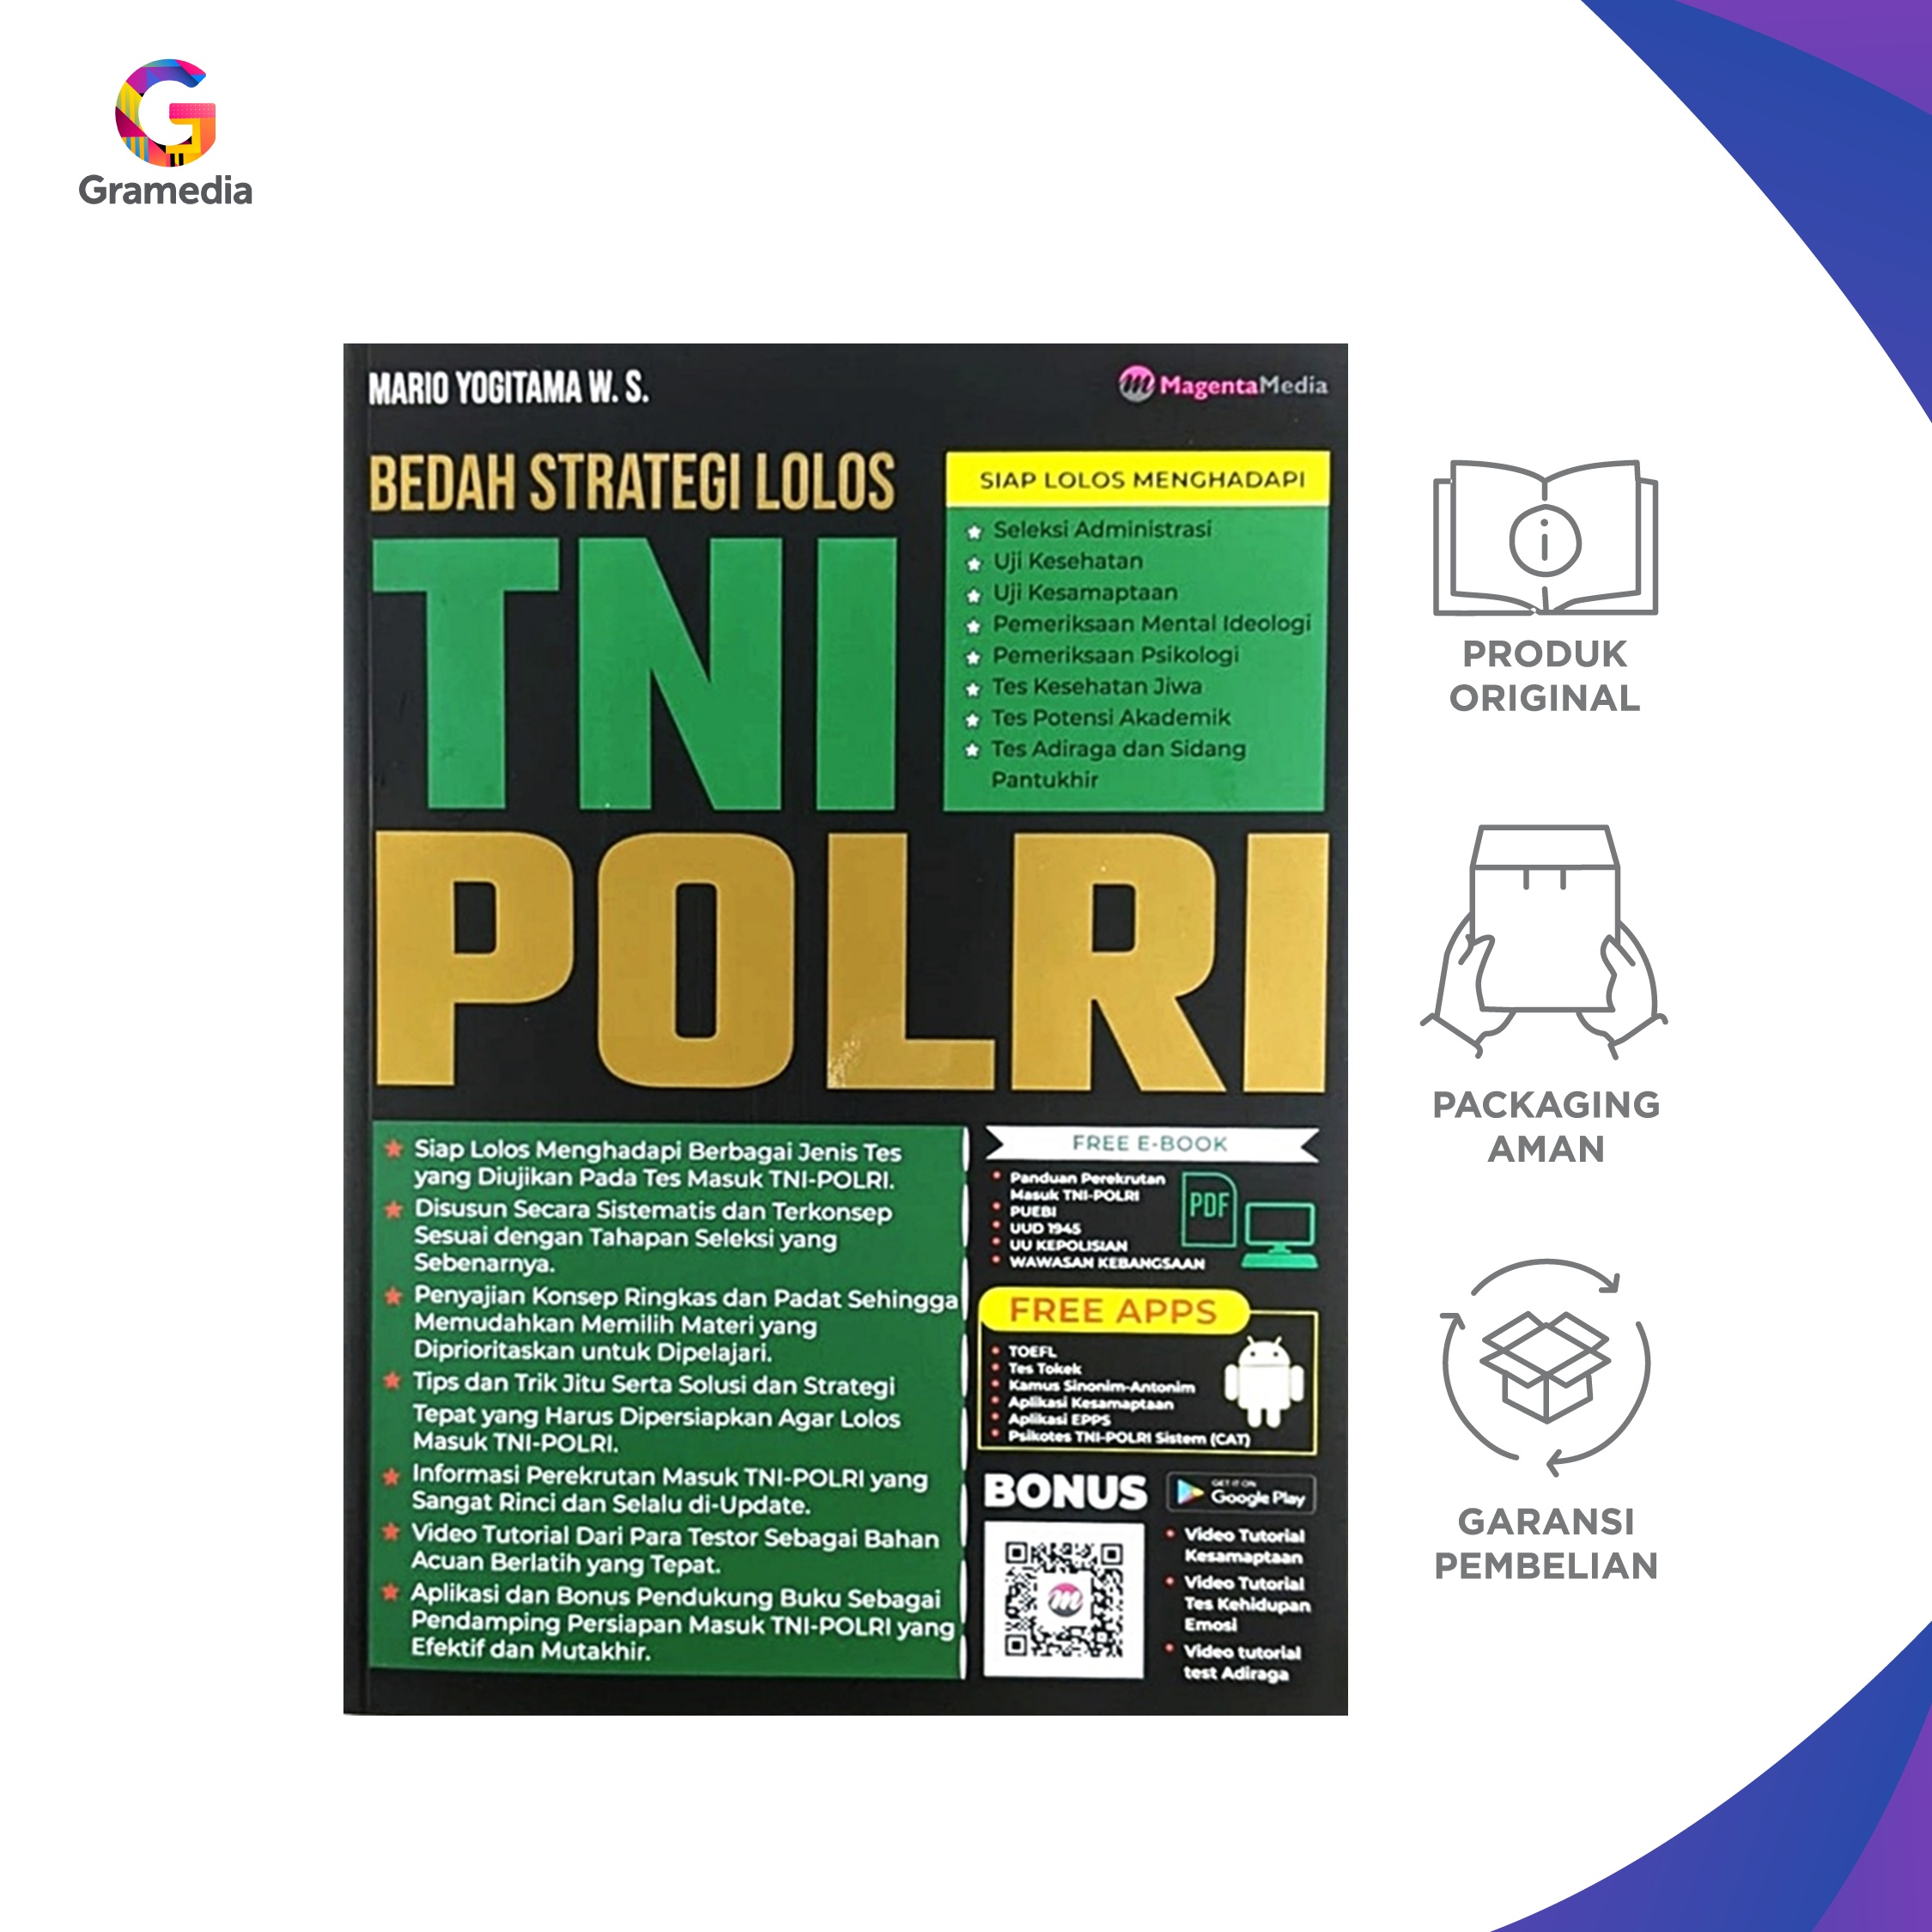 Gramedia
MARIO YOGITAMA W. S.
MagentaMedia
BEDAH STRATEGI LOLOS
TNI
POLRI
SIAP LOLOS MENGHADAPI
Seleksi Administrasi
Uji Kesehatan
Uji Kesamaptaan
Pemeriksaan Mental Ideologi
Pemeriksaan Psikologi
Tes Kesehatan Jiwa
Tes Potensi Akademik
Tes Adiraga dan Sidang
Pantukhir
Siap Lolos Menghadapi Berbagai Jenis Tes
yang Diujikan Pada Tes Masuk TNI-POLRI.
Disusun Secara Sistematis dan Terkonsep
Sesuai dengan Tahapan Seleksi yang
Sebenarnya.
Penyajian Konsep Ringkas dan Padat Sehingga
Memudahkan Memilih Materi yang
Diprioritaskan untuk Dipelajari.
Tips dan Trik Jitu Serta Solusi dan Strategi
Tepat yang Harus Dipersiapkan Agar Lolos
Masuk TNI-POLRI.
Informasi Perekrutan Masuk TNI-POLRI yang
Sangat Rinci dan Selalu di-Update.
Video Tutorial Dari Para Testor Sebagai Bahan
Acuan Berlatih yang Tepat.
Aplikasi dan Bonus Pendukung Buku Sebagai
Pendamping Persiapan Masuk TNI-POLRI yang
Efektif dan Mutakhir.
FREE E-BOOK
Panduan Perekrutan
Masuk TNI-POLRI
PUEBI
UUD 1945
UU KEPOLISIAN
WAWASAN KEBANGSAAN
PDF
FREE APPS
TOEFL
Tes Tokek
Kamus Sinonim-Antonim
Aplikasi Kesamaptaan
Aplikasi EPPS
Psikotes TNI-POLRI Sistem (CAT)
BONUS
GET IT ON
Google Play
m
Video Tutorial
Kesamaptaan
Video Tutorial
Tes Kehidupan
Emosi
Video tutorial
test Adiraga
PRODUK
ORIGINAL
PACKAGING
AMAN
GARANSI
PEMBELIAN